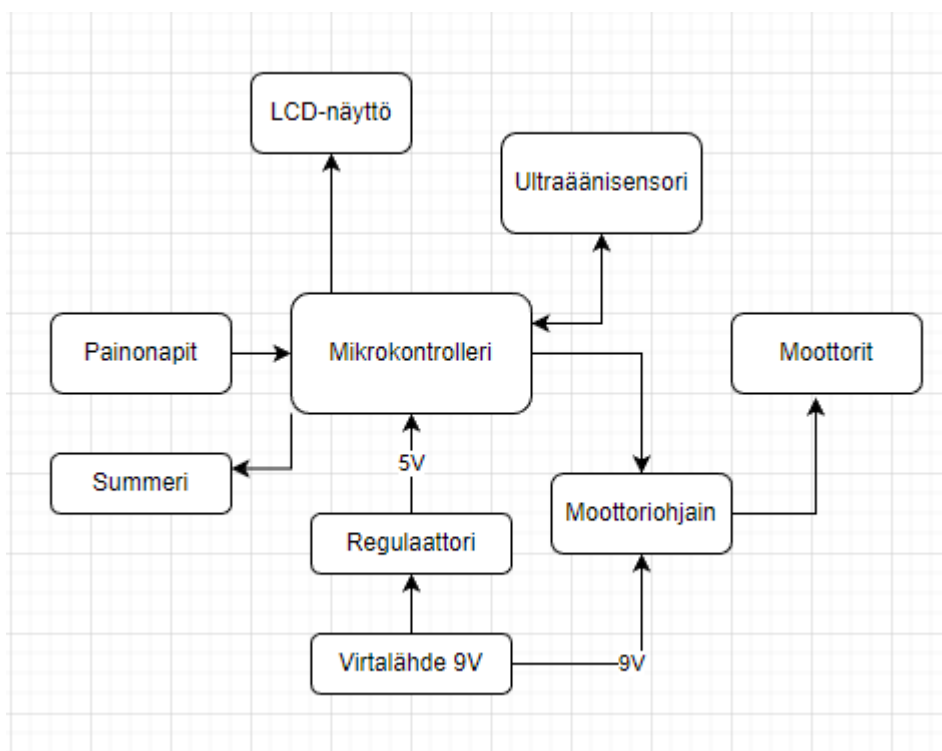 LCD-näyttö
Ultraäänisensori
Painonapit
Mikrokontrolleri
Moottorit
Summeri
5V
Moottoriohjain
Regulaattori
Virtalähde 9V
9V